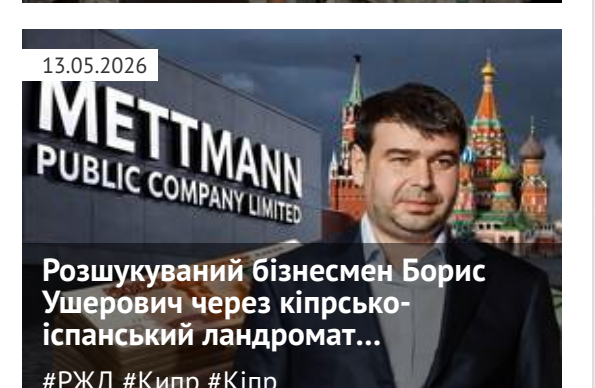 13.05.2026
METTMANN
PUBLIC COMPANY LIMITED
Розшукуваний бізнесмен Борис
Ушерович через кіпрсько-
іспанський ландромат...
#РЖД #Кипр #Кіпр